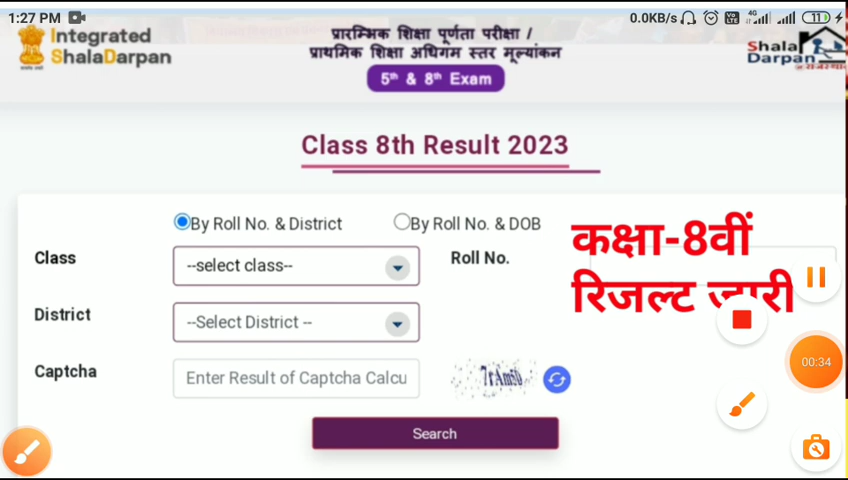 1:27 PM
0.0KB/s
4G
11
Integrated
ShalaDarpan
प्रारम्भिक शिक्षा पूर्णता परीक्षा /
प्राथमिक शिक्षा अधिगम स्तर मूल्यांकन
5th & 8th Exam
Shala
Darpan
Class 8th Result 2023
By Roll No. & District
By Roll No. & DOB
Class
--select class--
Roll No.
कक्षा-8वीं
रिजल्ट जारी
District
--Select District --
00:34
Captcha
Enter Result of Captcha Calcu
Search